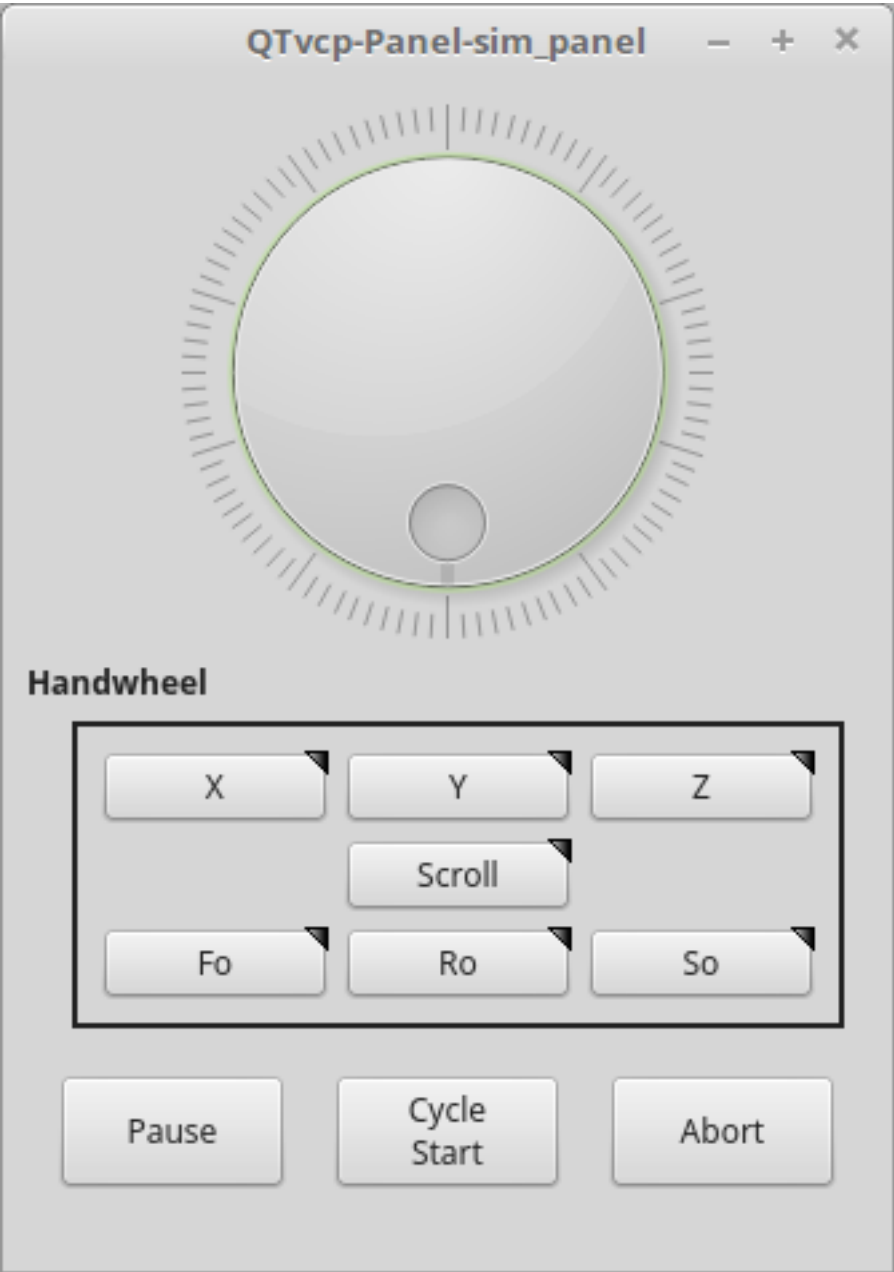 QTvcp-Panel-sim_panel
Handwheel
X Y Z
Scroll
Fo Ro So
Pause
Cycle
Start
Abort